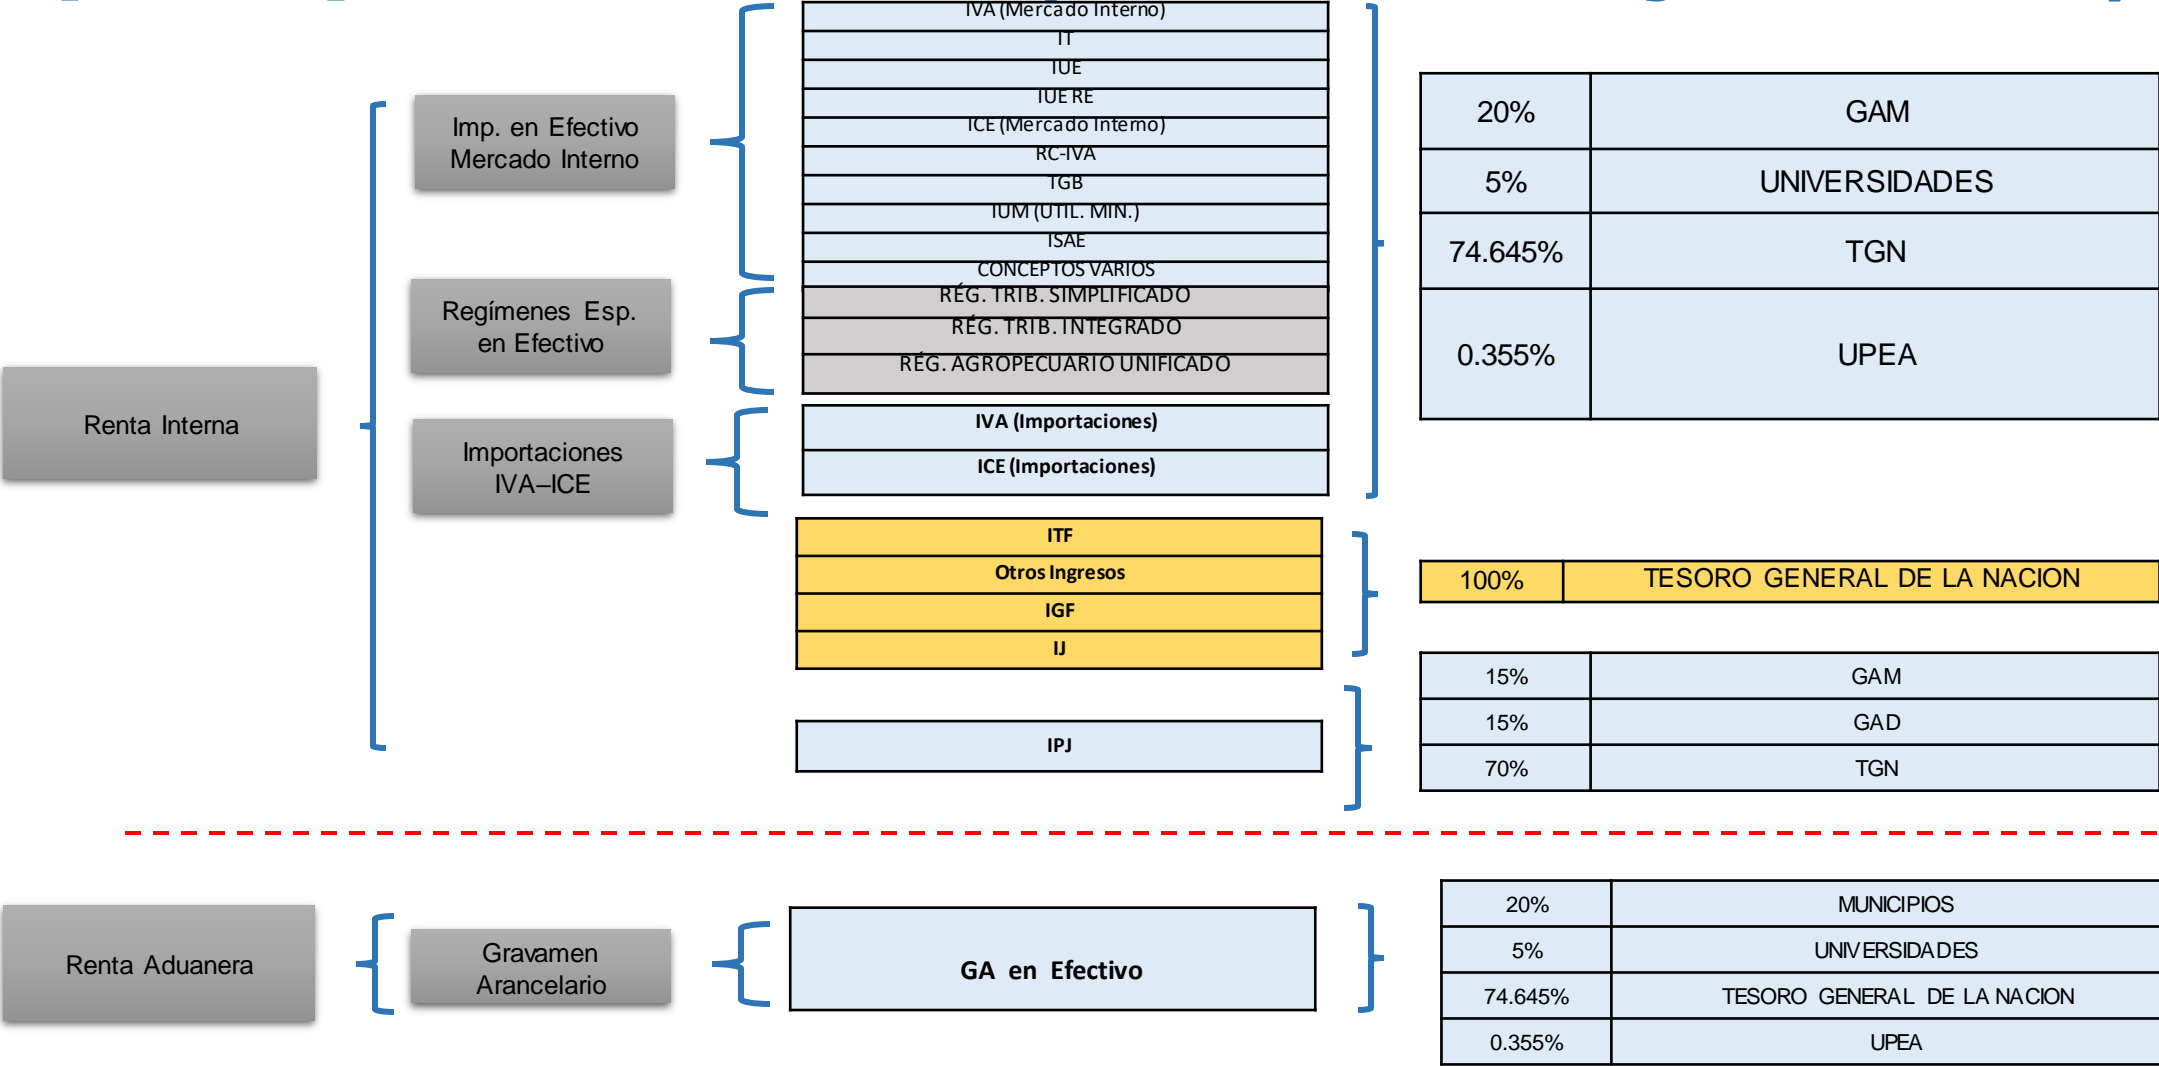 Renta Interna
Imp. en Efectivo
Mercado Interno
Regímenes Esp.
en Efectivo
Importaciones
IVA–ICE
IVA (Mercado Interno)
IT
IUE
IUE RE
ICE (Mercado Interno)
RC-IVA
TGB
IUM (UTIL. MIN.)
ISAE
CONCEPTOS VARIOS
RÉG. TRIB. SIMPLIFICADO
RÉG. TRIB. INTEGRADO
RÉG. AGROPECUARIO UNIFICADO
IVA (Importaciones)
ICE (Importaciones)
20% GAM
5% UNIVERSIDADES
74.645% TGN
0.355% UPEA
ITF
Otros Ingresos
IGF
IJ
100% TESORO GENERAL DE LA NACION
IPJ
15% GAM
15% GAD
70% TGN
Renta Aduanera
Gravamen
Arancelario
GA en Efectivo
20% MUNICIPIOS
5% UNIVERSIDADES
74.645% TESORO GENERAL DE LA NACION
0.355% UPEA